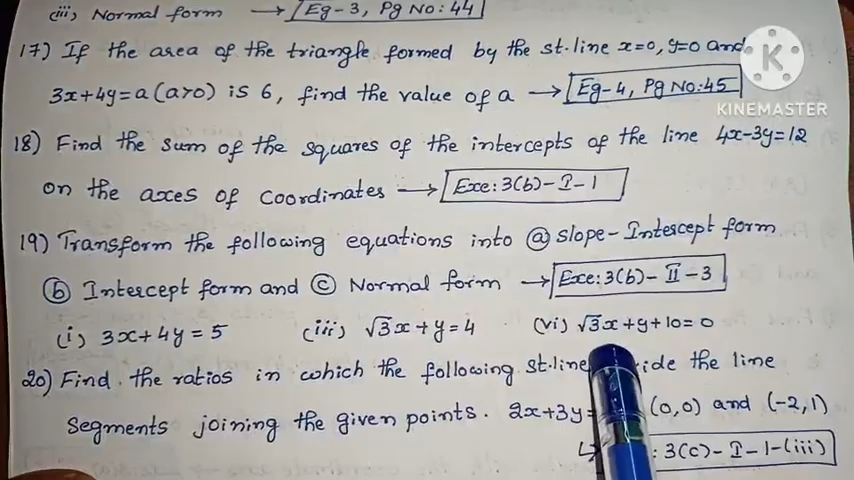 (iii) Normal form → Eg-3, Pg No:44
17) If the area of the triangle formed by the st.line x=0, y=0 and
3x+4y=a (a>0) is 6, find the value of a → Eg-4, Pg No:45
KINEMASTER
18) Find the sum of the squares of the intercepts of the line 4x-3y=12
on the axes of coordinates → Exe: 3(b)-I-1
19) Transform the following equations into (a) slope-Intercept form
(b) Intercept form and (c) Normal form → Exe: 3(b)-II-3
(i) 3x+4y=5 (iii) √3x+y=4 (vi) √3x+y+10=0
20) Find the ratios in which the following st.line the line
segments joining the given points. 2x+3y= (0,0) and (-2,1)
↳ : 3(c)-I-1-(iii)